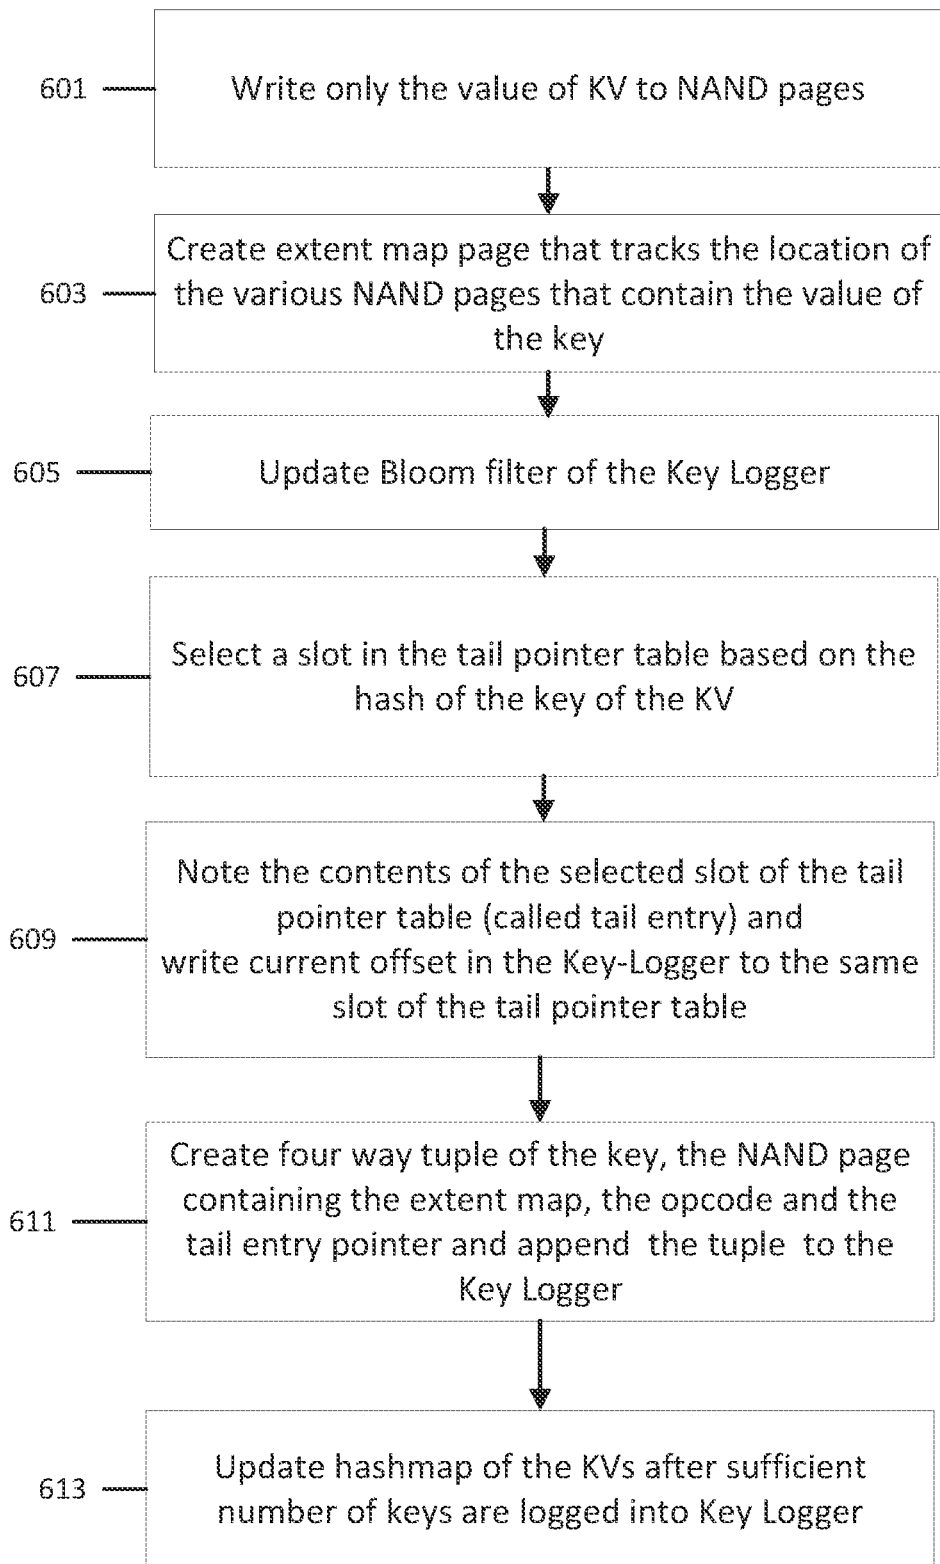 601
Write only the value of KV to NAND pages
603
Create extent map page that tracks the location of
the various NAND pages that contain the value of
the key
605
Update Bloom filter of the Key Logger
607
Select a slot in the tail pointer table based on the
hash of the key of the KV
609
Note the contents of the selected slot of the tail
pointer table (called tail entry) and
write current offset in the Key-Logger to the same
slot of the tail pointer table
611
Create four way tuple of the key, the NAND page
containing the extent map, the opcode and the
tail entry pointer and append the tuple to the
Key Logger
613
Update hashmap of the KVs after sufficient
number of keys are logged into Key Logger